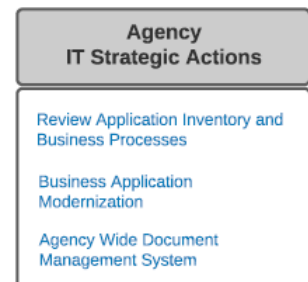 Agency
IT Strategic Actions
Review Application Inventory and
Business Processes
Business Application
Modernization
Agency Wide Document
Management System